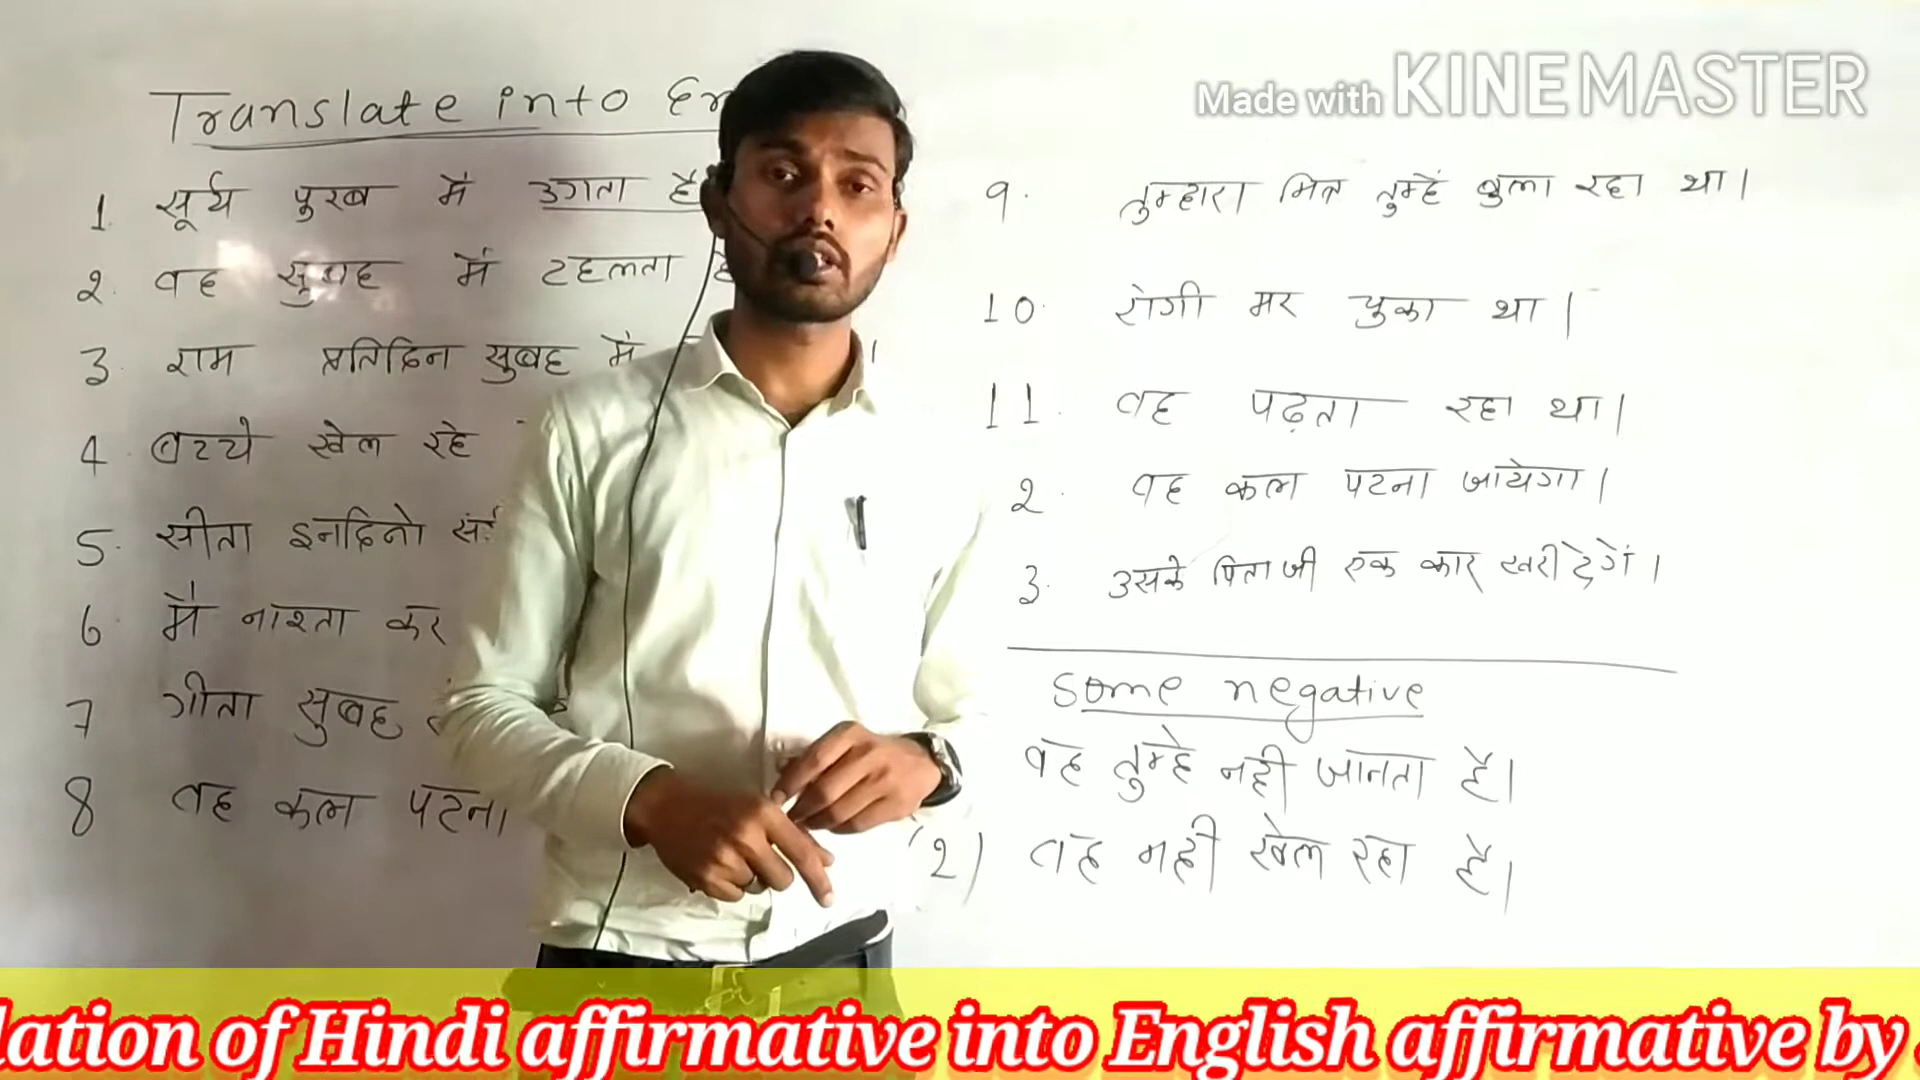 Translate into
1. सूर्य पुरब मे उगता है
2. वह सुबह में टहलता है
3. राम प्रतिदिन सुबह में
4. बच्चे खेल रहे
5. सीता इनदिनो
6. मै नाश्ता कर
7 गीता सुबह
8 वह कल पटना
9. तुम्हारा मित्र तुम्हें बुला रहा था।
10. रोगी मर चुका था।
11. वह पढ़ता रहा था।
2. वह कल पटना जायेगा।
3. उसके पिताजी एक कार खरीदेगें।
Some negative
वह तुम्हे नही जानता है।
(2) वह नही खेल रहा है।
Made with KINEMASTER
lation of Hindi affirmative into English affirmative by